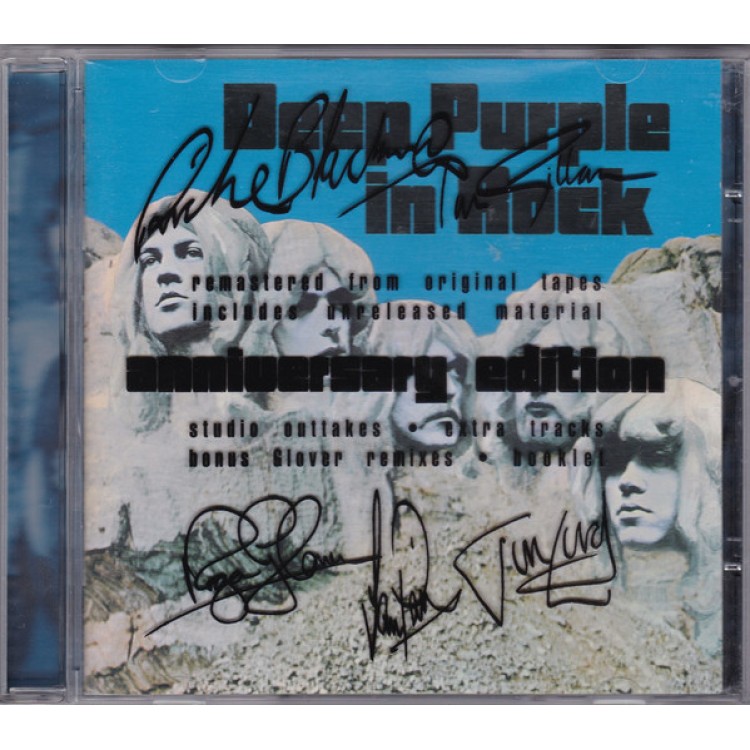 Deep Purple
in Rock
remastered from original tapes
includes unreleased material
anniversary edition
studio outtakes • extra tracks
bonus Glover remixes • booklet